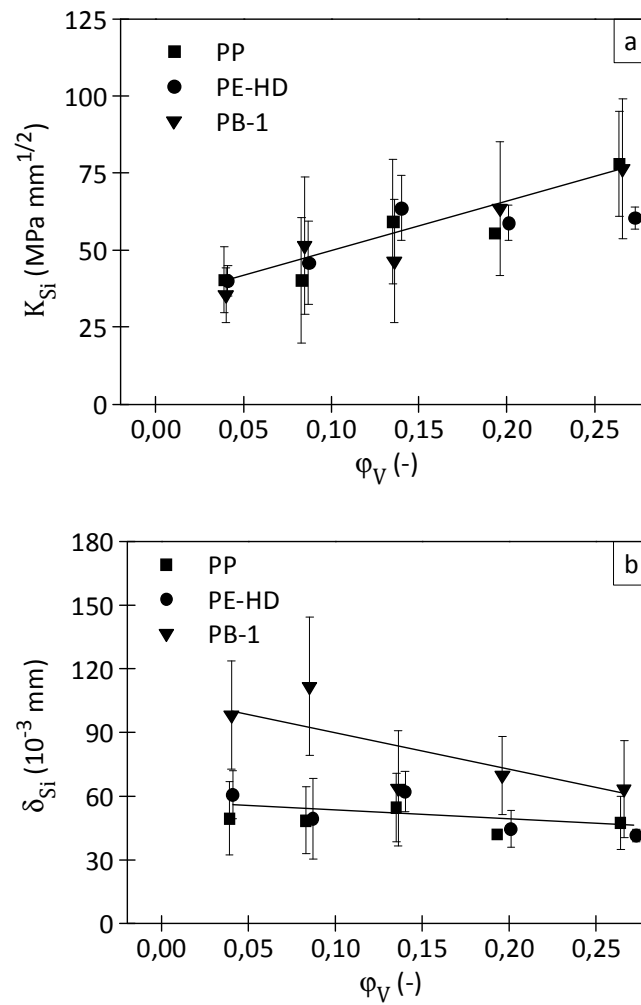 125
a
PP
PE-HD
100
PB-1
75
50
25
0
K_Si (MPa mm^1/2)
0,00 0,05 0,10 0,15 0,20 0,25
φ_V (-)
180
b
PP
150
PE-HD
PB-1
120
90
60
30
0
δ_Si (10^-3 mm)
0,00 0,05 0,10 0,15 0,20 0,25
φ_V (-)